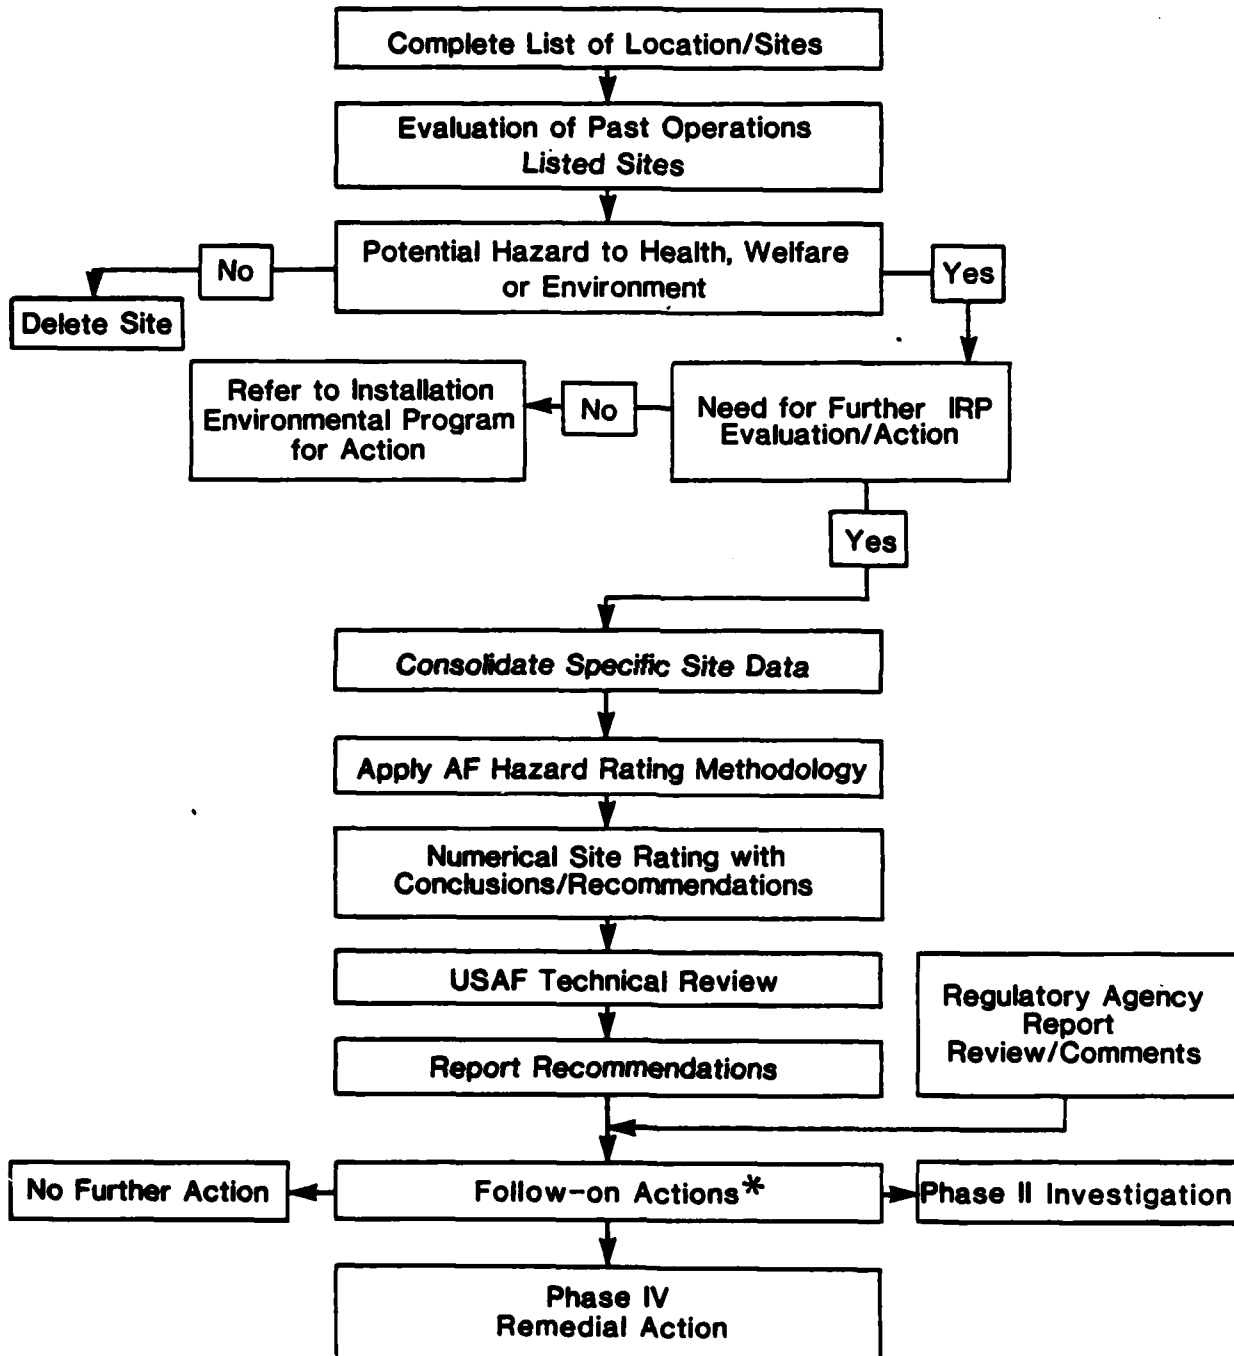 Complete List of Location/Sites
Evaluation of Past Operations
Listed Sites
Potential Hazard to Health, Welfare
or Environment
No
Yes
Delete Site
Refer to Installation
Environmental Program
for Action
No
Need for Further IRP
Evaluation/Action
Yes
Consolidate Specific Site Data
Apply AF Hazard Rating Methodology
Numerical Site Rating with
Conclusions/Recommendations
USAF Technical Review
Regulatory Agency
Report
Review/Comments
Report Recommendations
No Further Action
Follow-on Actions*
Phase II Investigation
Phase IV
Remedial Action